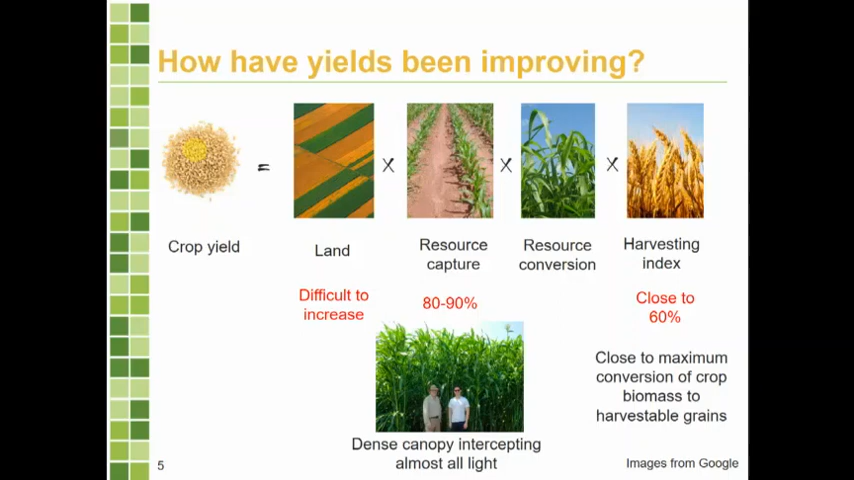 How have yields been improving?
= X X X
Crop yield
Land
Resource
capture
Resource
conversion
Harvesting
index
Difficult to
increase
80-90%
Close to
60%
Dense canopy intercepting
almost all light
Close to maximum
conversion of crop
biomass to
harvestable grains
5
Images from Google